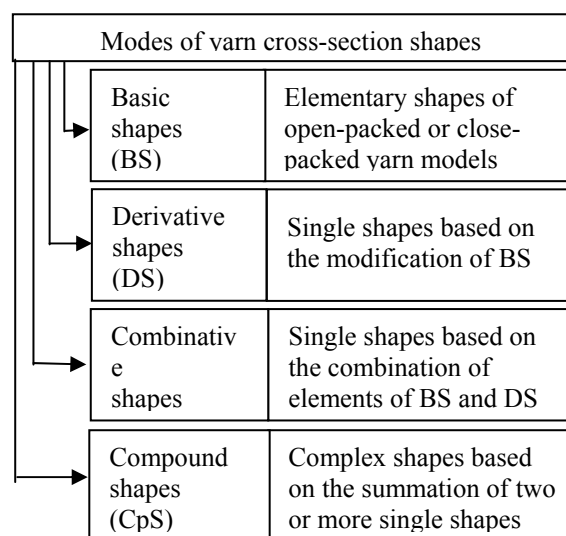 Modes of yarn cross-section shapes
Basic
shapes
(BS)
Elementary shapes of
open-packed or close-
packed yarn models
Derivative
shapes
(DS)
Single shapes based on
the modification of BS
Combinativ
e
shapes
Single shapes based on
the combination of
elements of BS and DS
Compound
shapes
(CpS)
Complex shapes based
on the summation of two
or more single shapes